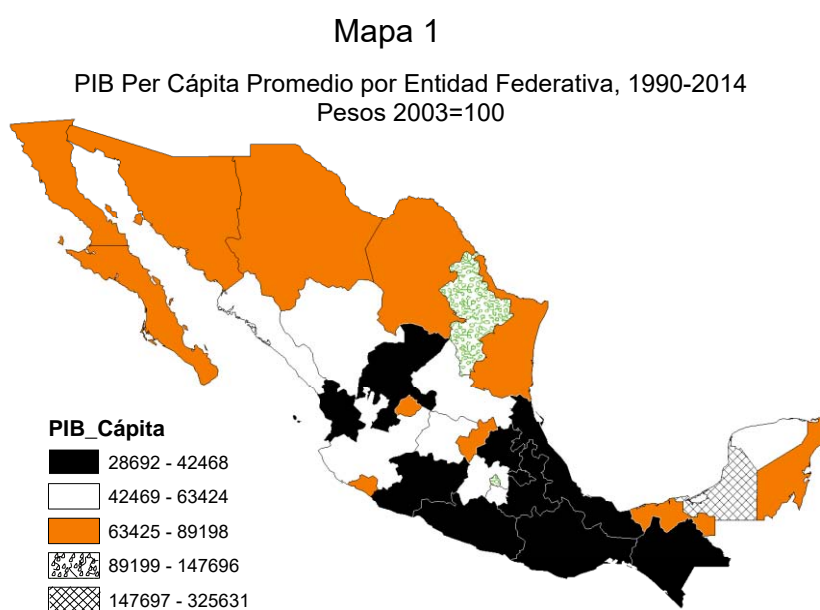 Mapa 1
PIB Per Cápita Promedio por Entidad Federativa, 1990-2014
Pesos 2003=100
PIB_Cápita
28692 - 42468
42469 - 63424
63425 - 89198
89199 - 147696
147697 - 325631